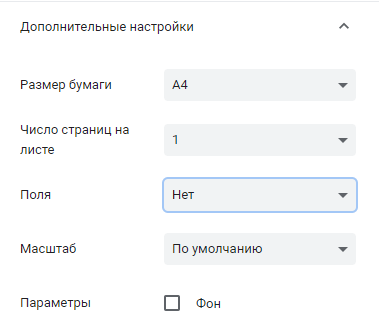 Дополнительные настройки
Размер бумаги
A4
Число страниц на
листе
1
Поля
Нет
Масштаб
По умолчанию
Параметры
Фон